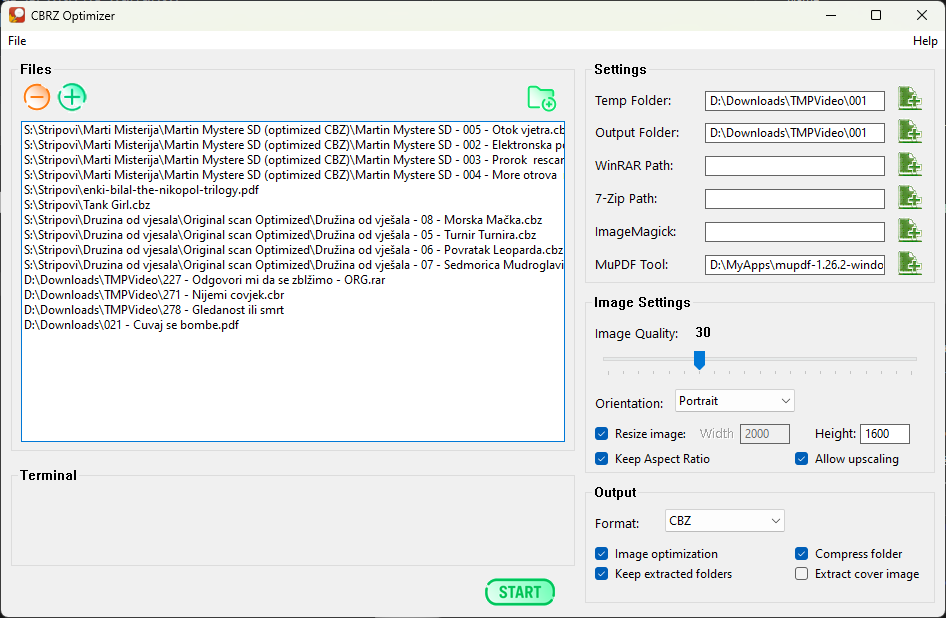 CBRZ Optimizer
File
Help
Files
S:\Stripovi\Marti Misterija\Martin Mystere SD (optimized CBZ)\Martin Mystere SD - 005 - Otok vjetra.cb
S:\Stripovi\Marti Misterija\Martin Mystere SD (optimized CBZ)\Martin Mystere SD - 002 - Elektronska po
S:\Stripovi\Marti Misterija\Martin Mystere SD (optimized CBZ)\Martin Mystere SD - 003 - Prorok  rescan
S:\Stripovi\Marti Misterija\Martin Mystere SD (optimized CBZ)\Martin Mystere SD - 004 - More otrova
S:\Stripovi\enki-bilal-the-nikopol-trilogy.pdf
S:\Stripovi\Tank Girl.cbz
S:\Stripovi\Druzina od vjesala\Original scan Optimized\Družina od vješala - 08 - Morska Mačka.cbz
S:\Stripovi\Druzina od vjesala\Original scan Optimized\Družina od vješala - 05 - Turnir Turnira.cbz
S:\Stripovi\Druzina od vjesala\Original scan Optimized\Družina od vješala - 06 - Povratak Leoparda.cbz
S:\Stripovi\Druzina od vjesala\Original scan Optimized\Družina od vješala - 07 - Sedmorica Mudroglavi
D:\Downloads\TMPVideo\227 - Odgovori mi da se zblžimo - ORG.rar
D:\Downloads\TMPVideo\271 - Nijemi covjek.cbr
D:\Downloads\TMPVideo\278 - Gledanost ili smrt
D:\Downloads\021 - Cuvaj se bombe.pdf
Terminal
START
Settings
Temp Folder: D:\Downloads\TMPVideo\001
Output Folder: D:\Downloads\TMPVideo\001
WinRAR Path:
7-Zip Path:
ImageMagick:
MuPDF Tool: D:\MyApps\mupdf-1.26.2-windo
Image Settings
Image Quality: 30
Orientation: Portrait
Resize image: Width 2000 Height: 1600
Keep Aspect Ratio Allow upscaling
Output
Format: CBZ
Image optimization Compress folder
Keep extracted folders Extract cover image